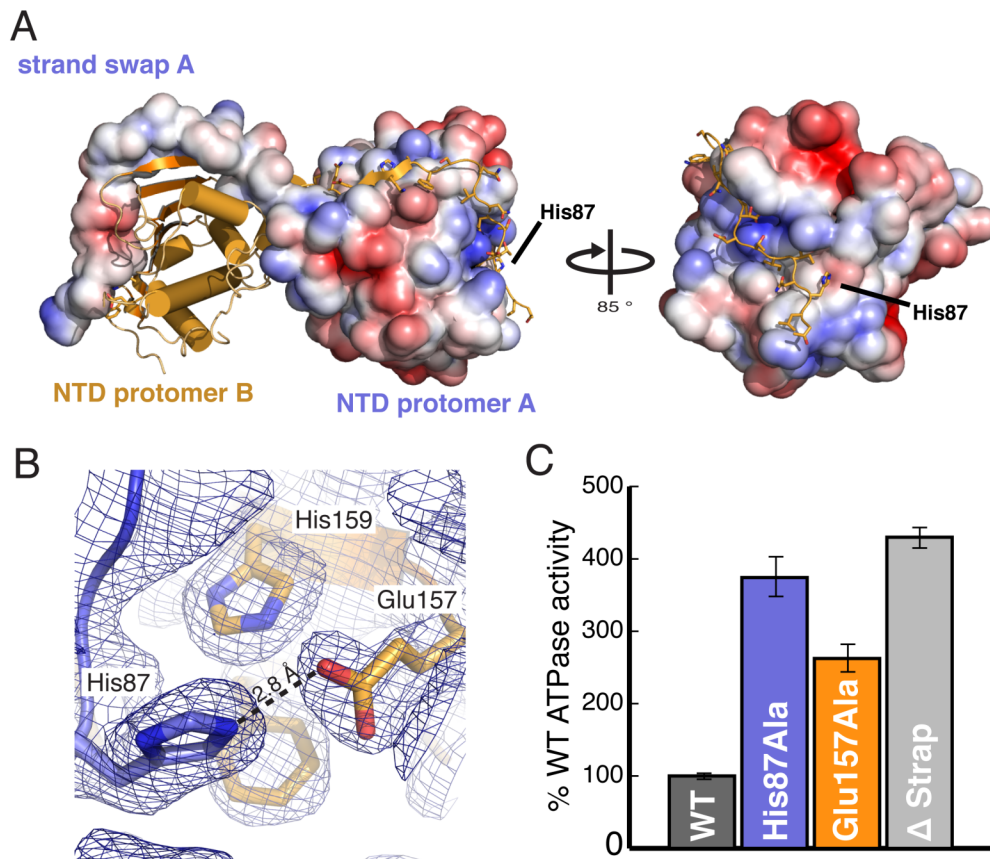 A
strand swap A
His87
85 °
His87
NTD protomer B
NTD protomer A
B
His159
Glu157
2.8 Å
His87
C
% WT ATPase activity
500
400
300
200
100
0
WT
His87Ala
Glu157Ala
Δ Strap